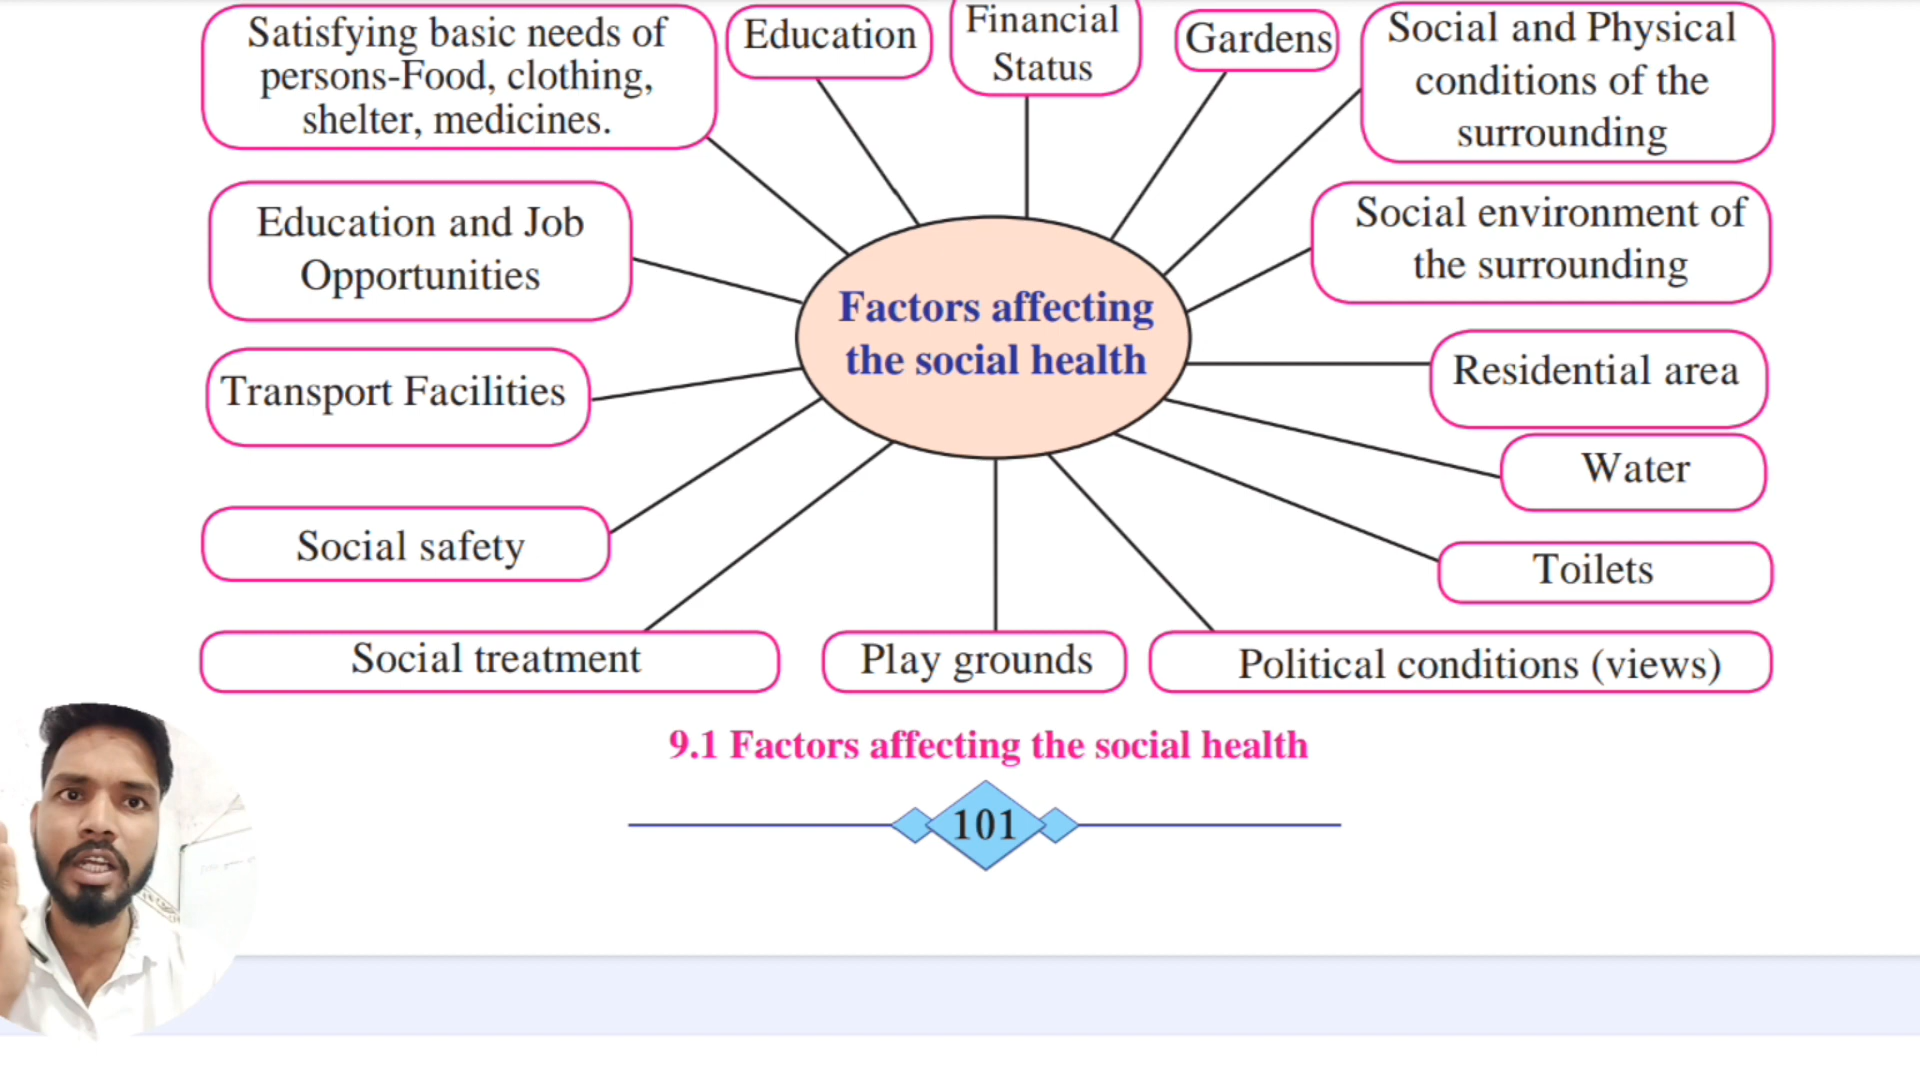 Satisfying basic needs of
persons-Food, clothing,
shelter, medicines.
Education
Financial
Status
Gardens
Social and Physical
conditions of the
surrounding
Education and Job
Opportunities
Social environment of
the surrounding
Factors affecting
the social health
Transport Facilities
Residential area
Water
Social safety
Toilets
Social treatment
Play grounds
Political conditions (views)
9.1 Factors affecting the social health
101